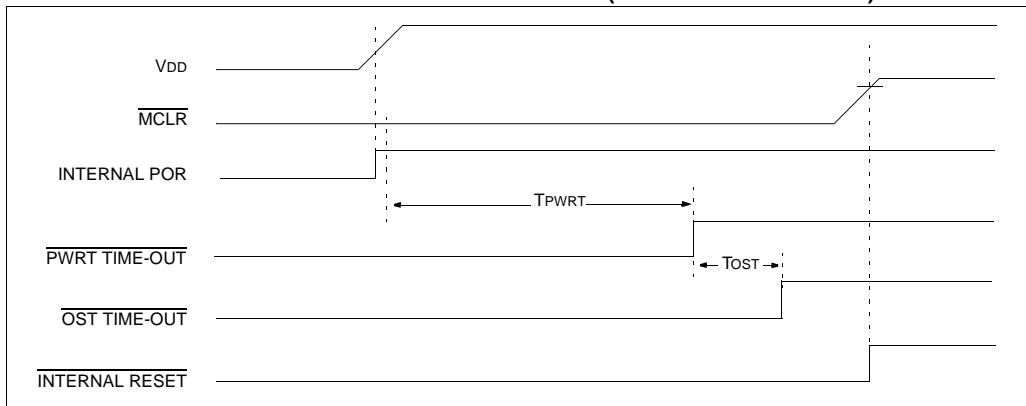 VDD
MCLR
INTERNAL POR
TPWRT
PWRT TIME-OUT
TOST
OST TIME-OUT
INTERNAL RESET